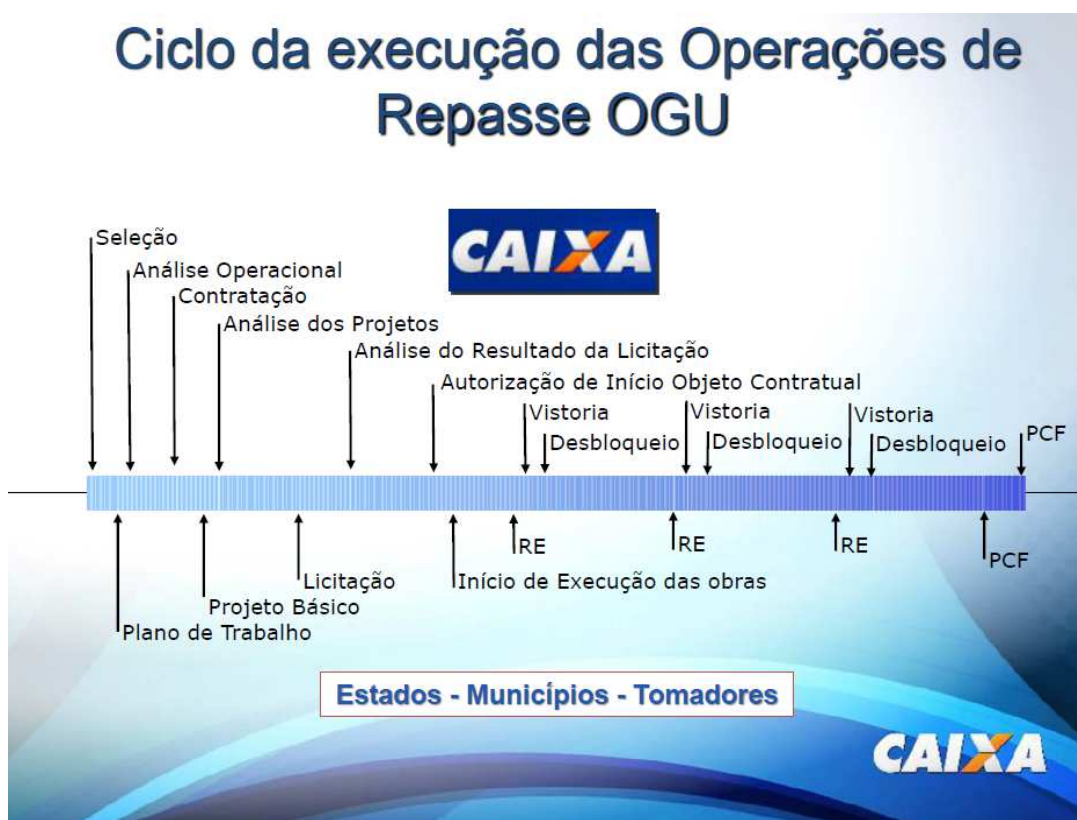 Ciclo da execução das Operações de
Repasse OGU
CAIXA
Seleção
Análise Operacional
Contratação
Análise dos Projetos
Análise do Resultado da Licitação
Autorização de Início Objeto Contratual
Vistoria
Vistoria
Vistoria
Desbloqueio
Desbloqueio
Desbloqueio
PCF
RE
RE
RE
PCF
Licitação
Início de Execução das obras
Projeto Básico
Plano de Trabalho
Estados - Municípios - Tomadores
CAIXA